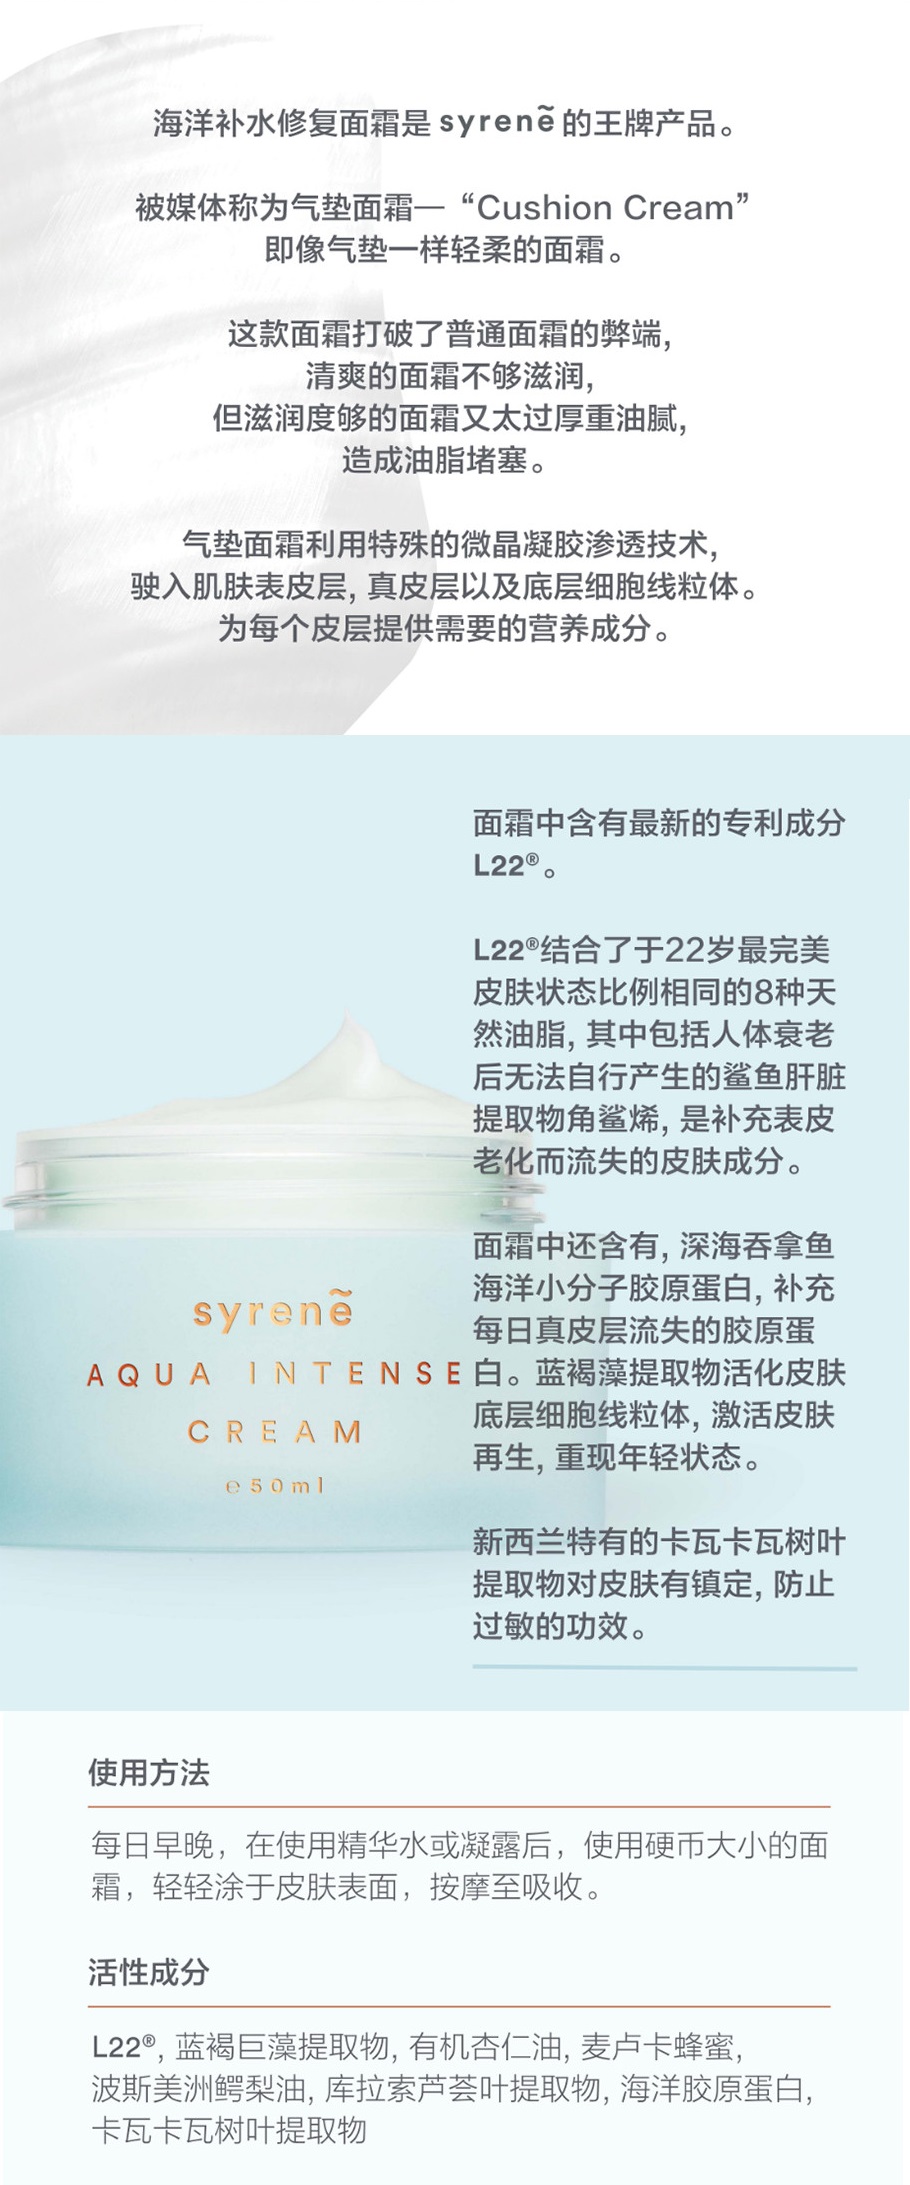 海洋补水修复面霜是 syrenẽ 的王牌产品。
被媒体称为气垫面霜—“Cushion Cream”
即像气垫一样轻柔的面霜。
这款面霜打破了普通面霜的弊端,
清爽的面霜不够滋润,
但滋润度够的面霜又太过厚重油腻,
造成油脂堵塞。
气垫面霜利用特殊的微晶凝胶渗透技术,
驶入肌肤表皮层, 真皮层以及底层细胞线粒体。
为每个皮层提供需要的营养成分。
面霜中含有最新的专利成分
L22®。
L22®结合了于22岁最完美
皮肤状态比例相同的8种天
然油脂, 其中包括人体衰老
后无法自行产生的鲨鱼肝脏
提取物角鲨烯, 是补充表皮
老化而流失的皮肤成分。
面霜中还含有, 深海吞拿鱼
海洋小分子胶原蛋白, 补充
每日真皮层流失的胶原蛋
白。蓝褐藻提取物活化皮肤
底层细胞线粒体, 激活皮肤
再生, 重现年轻状态。
新西兰特有的卡瓦卡瓦树叶
提取物对皮肤有镇定, 防止
过敏的功效。
syrenẽ
AQUA INTENSE
CREAM
e 50ml
使用方法
每日早晚，在使用精华水或凝露后，使用硬币大小的面
霜，轻轻涂于皮肤表面，按摩至吸收。
活性成分
L22®, 蓝褐巨藻提取物, 有机杏仁油, 麦卢卡蜂蜜,
波斯美洲鳄梨油, 库拉索芦荟叶提取物, 海洋胶原蛋白,
卡瓦卡瓦树叶提取物